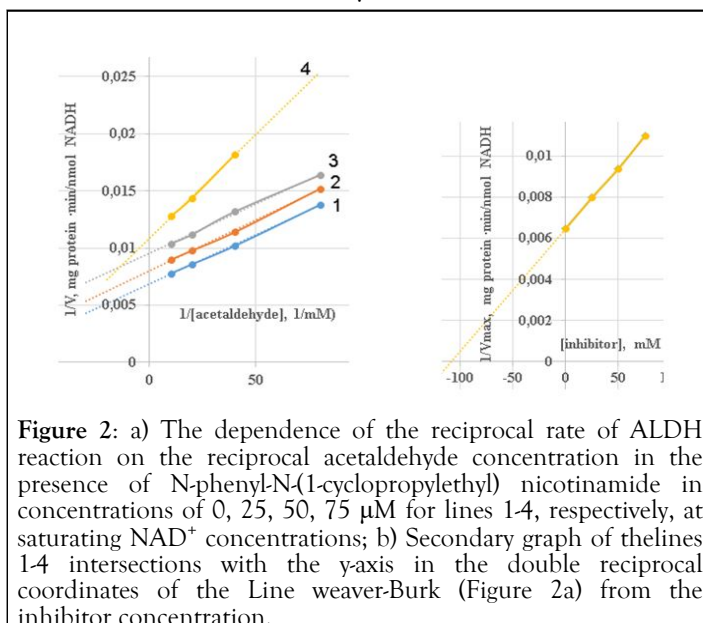 4
0,025
0,02
3
0,015
2
1
0,01
0,005
0
0
50
1/V, mg protein ·min/nmol NADH
1/[acetaldehyde], 1/mM)
0,01
0,008
0,006
0,004
0,002
0
-100
-50
0
50
1/Vmax, mg protein ·min/nmol NADH
[inhibitor], mM
Figure 2: a) The dependence of the reciprocal rate of ALDH
reaction on the reciprocal acetaldehyde concentration in the
presence of N-phenyl-N-(1-cyclopropylethyl) nicotinamide in
concentrations of 0, 25, 50, 75 μM for lines 1-4, respectively, at
saturating NAD+ concentrations; b) Secondary graph of thelines
1-4 intersections with the y-axis in the double reciprocal
coordinates of the Line weaver-Burk (Figure 2a) from the
inhibitor concentration.